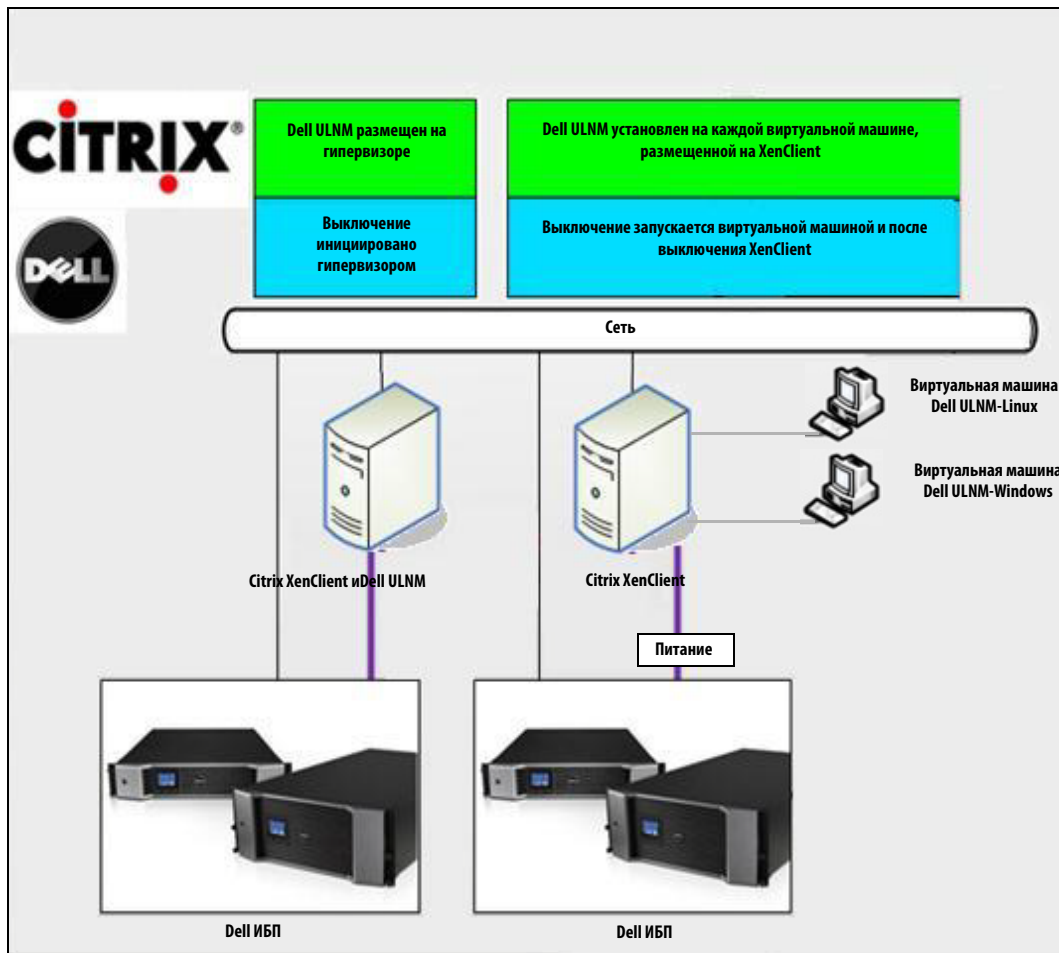 CİTRIX®
DELL
Dell ULNM размещен на
гипервизоре
Dell ULNM установлен на каждой виртуальной машине,
размещенной на XenClient
Выключение
инициировано
гипервизором
Выключение запускается виртуальной машиной и после
выключения XenClient
Сеть
Виртуальная машина
Dell ULNM-Linux
Виртуальная машина
Dell ULNM-Windows
Citrix XenClient иDell ULNM
Citrix XenClient
Питание
Dell ИБП
Dell ИБП